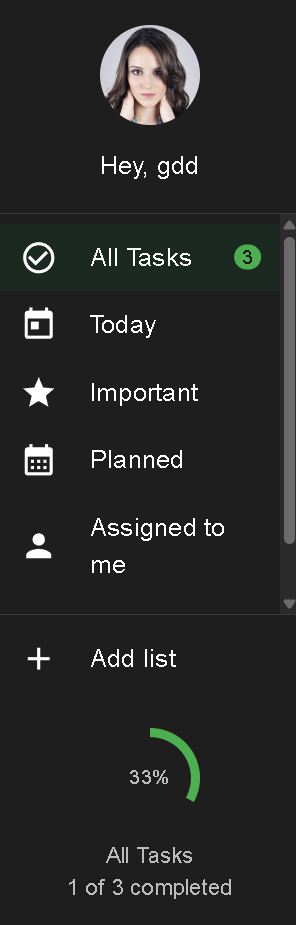 Hey, gdd
All Tasks 3
Today
Important
Planned
Assigned to
me
Add list
33%
All Tasks
1 of 3 completed